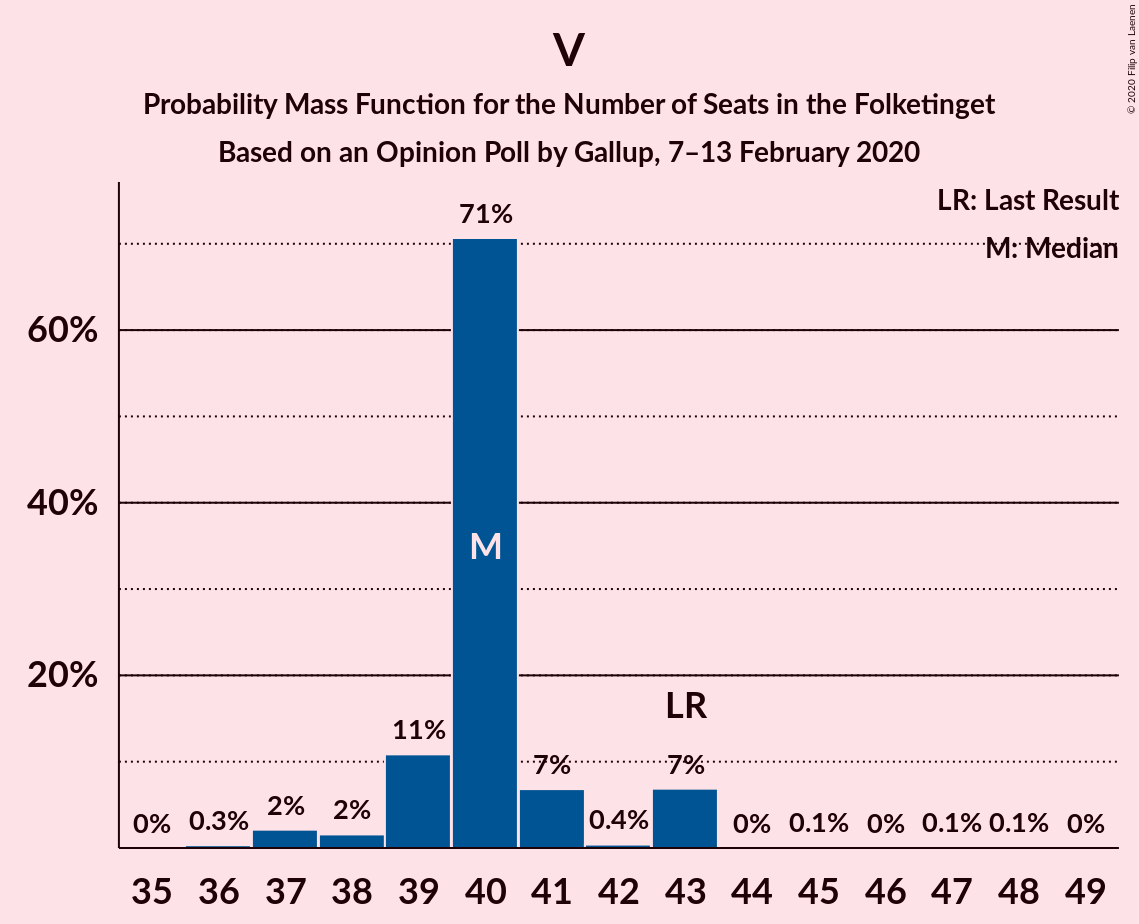 V
Probability Mass Function for the Number of Seats in the Folketinget
Based on an Opinion Poll by Gallup, 7–13 February 2020
© 2020 Filip van Laenen
LR: Last Result
M: Median
60%
40%
20%
0% 0.3% 2% 2% 11% 71% 7% 0.4% 7% 0% 0.1% 0% 0.1% 0.1% 0%
M
LR
35 36 37 38 39 40 41 42 43 44 45 46 47 48 49